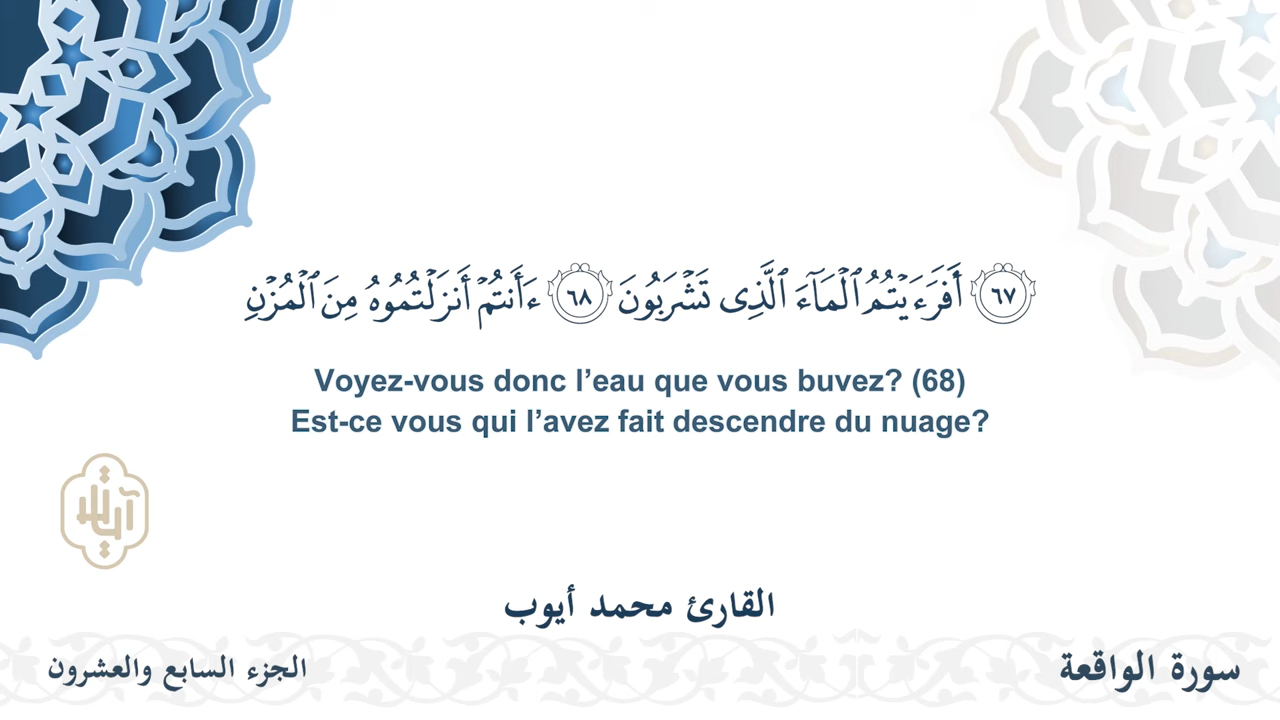 ٦٧ أَفَرَءَيۡتُمُ ٱلۡمَآءَ ٱلَّذِى تَشۡرَبُونَ ٦٨ ءَأَنتُمۡ أَنزَلۡتُمُوهُ مِنَ ٱلۡمُزۡنِ
Voyez-vous donc l’eau que vous buvez? (68)
Est-ce vous qui l’avez fait descendre du nuage?
القارئ محمد أيوب
سورة الواقعة
الجزء السابع والعشرون